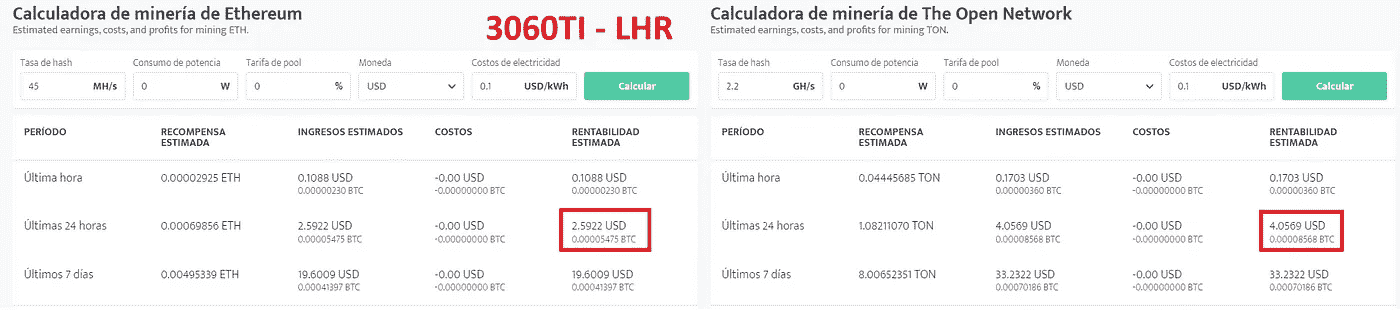 Calculadora de minería de Ethereum
Estimated earnings, costs, and profits for mining ETH.
3060TI - LHR
Tasa de hash Consumo de potencia Tarifa de pool Moneda Costos de electricidad
45 MH/s 0 W 0 % USD 0.1 USD/kWh Calcular
PERÍODO RECOMPENSA ESTIMADA INGRESOS ESTIMADOS COSTOS RENTABILIDAD ESTIMADA
Última hora 0.00002925 ETH 0.1088 USD -0.00 USD 0.1088 USD
0.00000230 BTC -0.00000000 BTC 0.00000230 BTC
Últimas 24 horas 0.00069856 ETH 2.5922 USD -0.00 USD 2.5922 USD
0.00005475 BTC -0.00000000 BTC 0.00005475 BTC
Últimos 7 días 0.00495339 ETH 19.6009 USD -0.00 USD 19.6009 USD
0.00041397 BTC -0.00000000 BTC 0.00041397 BTC
Calculadora de minería de The Open Network
Estimated earnings, costs, and profits for mining TON.
Tasa de hash Consumo de potencia Tarifa de pool Moneda Costos de electricidad
2.2 GH/s 0 W 0 % USD 0.1 USD/kWh Calcular
PERÍODO RECOMPENSA ESTIMADA INGRESOS ESTIMADOS COSTOS RENTABILIDAD ESTIMADA
Última hora 0.04445685 TON 0.1703 USD -0.00 USD 0.1703 USD
0.00000360 BTC -0.00000000 BTC 0.00000360 BTC
Últimas 24 horas 1.08211070 TON 4.0569 USD -0.00 USD 4.0569 USD
0.00008568 BTC -0.00000000 BTC 0.00008568 BTC
Últimos 7 días 8.00652351 TON 33.2322 USD -0.00 USD 33.2322 USD
0.00070186 BTC -0.00000000 BTC 0.00070186 BTC